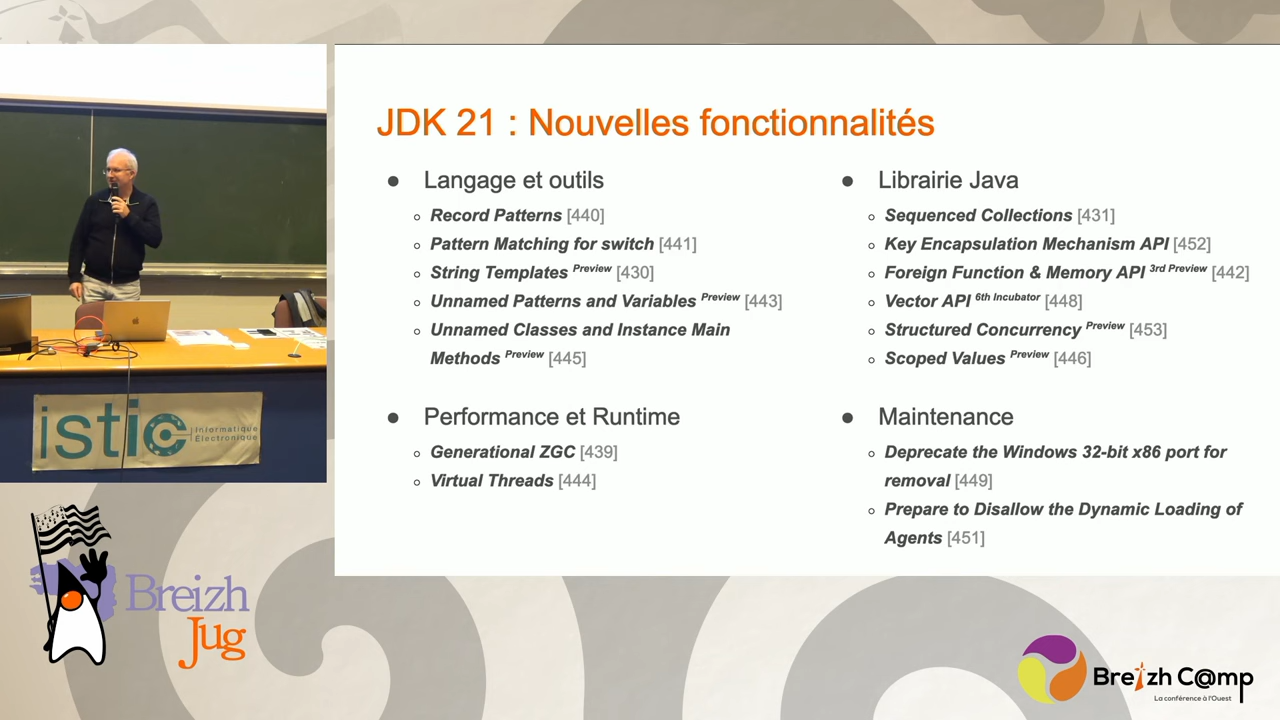 JDK 21 : Nouvelles fonctionnalités
● Langage et outils
○ Record Patterns [440]
○ Pattern Matching for switch [441]
○ String Templates Preview [430]
○ Unnamed Patterns and Variables Preview [443]
○ Unnamed Classes and Instance Main
Methods Preview [445]
● Performance et Runtime
○ Generational ZGC [439]
○ Virtual Threads [444]
● Librairie Java
○ Sequenced Collections [431]
○ Key Encapsulation Mechanism API [452]
○ Foreign Function & Memory API 3rd Preview [442]
○ Vector API 6th Incubator [448]
○ Structured Concurrency Preview [453]
○ Scoped Values Preview [446]
● Maintenance
○ Deprecate the Windows 32-bit x86 port for
removal [449]
○ Prepare to Disallow the Dynamic Loading of
Agents [451]
istic
Informatique
Électronique
Breizh
Jug
Breizh C@mp
La conférence à l'Ouest